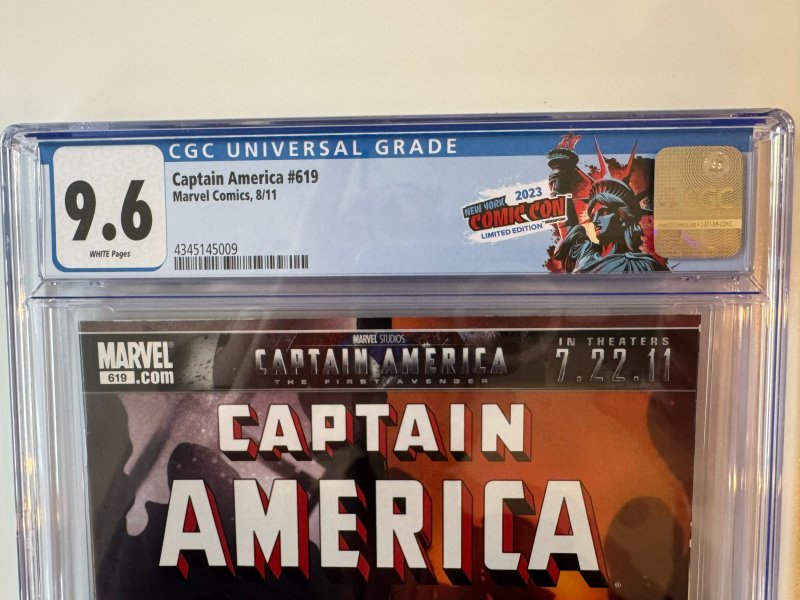 CGC UNIVERSAL GRADE
9.6
WHITE Pages
Captain America #619
Marvel Comics, 8/11
4345145009
NEW YORK
COMIC CON
2023
LIMITED EDITION
CGC
MARVEL
619 .com
MARVEL STUDIOS
CAPTAIN AMERICA
THE FIRST AVENGER
IN THEATERS
7.22.11
CAPTAIN
AMERICA